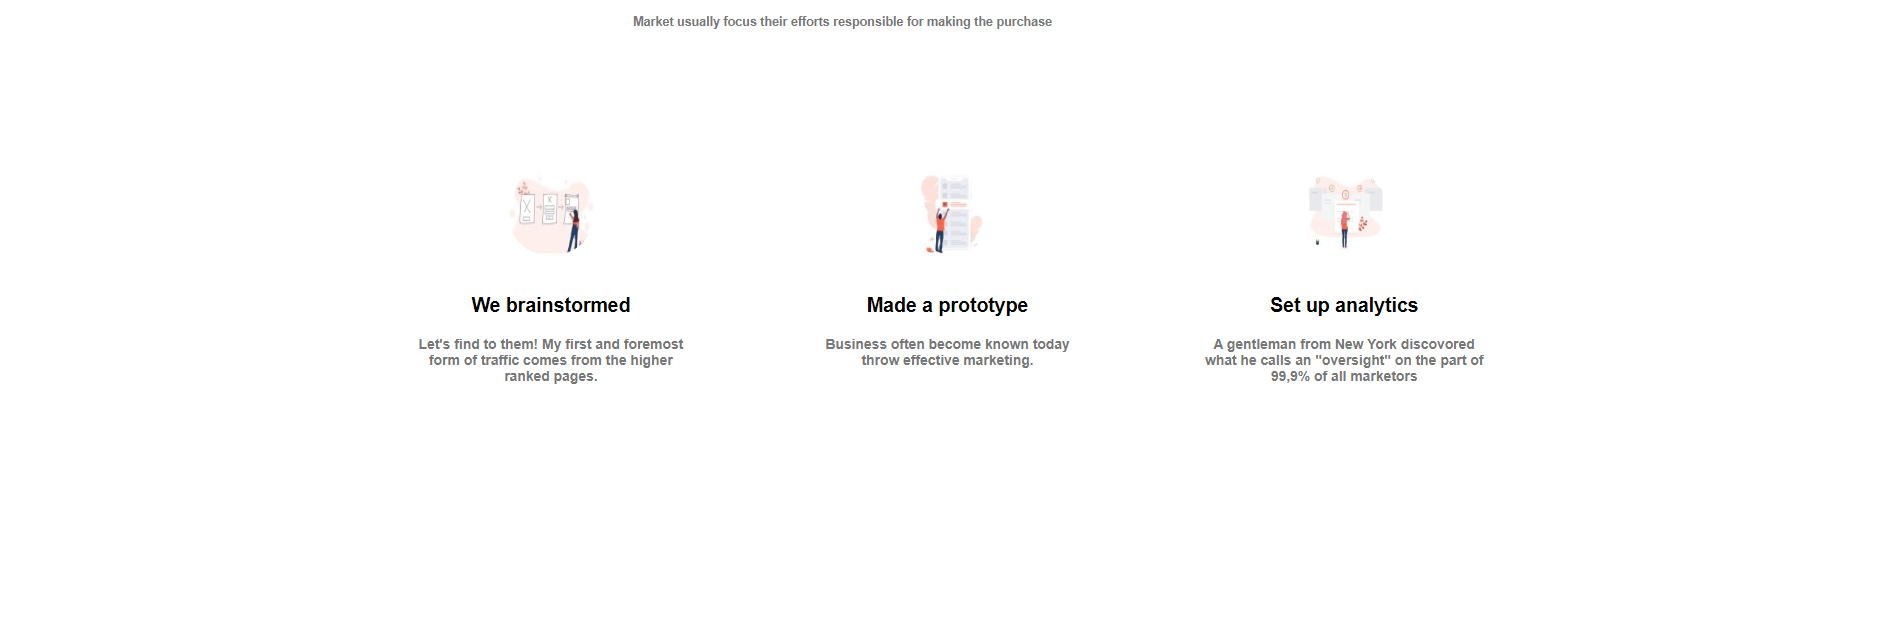 Market usually focus their efforts responsible for making the purchase
We brainstormed
Let's find to them! My first and foremost
form of traffic comes from the higher
ranked pages.
Made a prototype
Business often become known today
throw effective marketing.
Set up analytics
A gentleman from New York discovored
what he calls an "oversight" on the part of
99,9% of all marketors